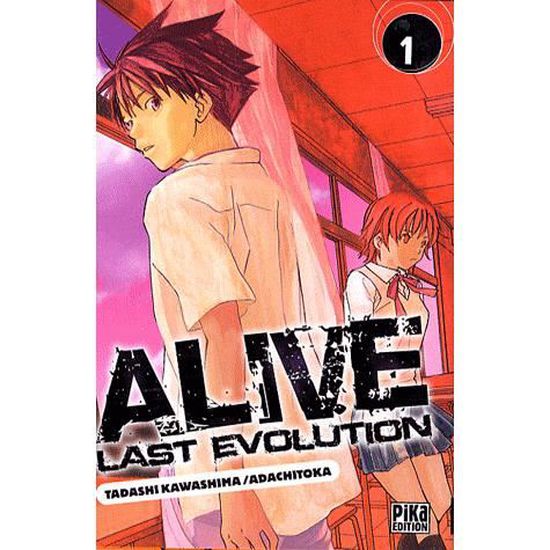 1
ALIVE
LAST EVOLUTION
TADASHI KAWASHIMA/ADACHITOKA
PiKa
EDITION